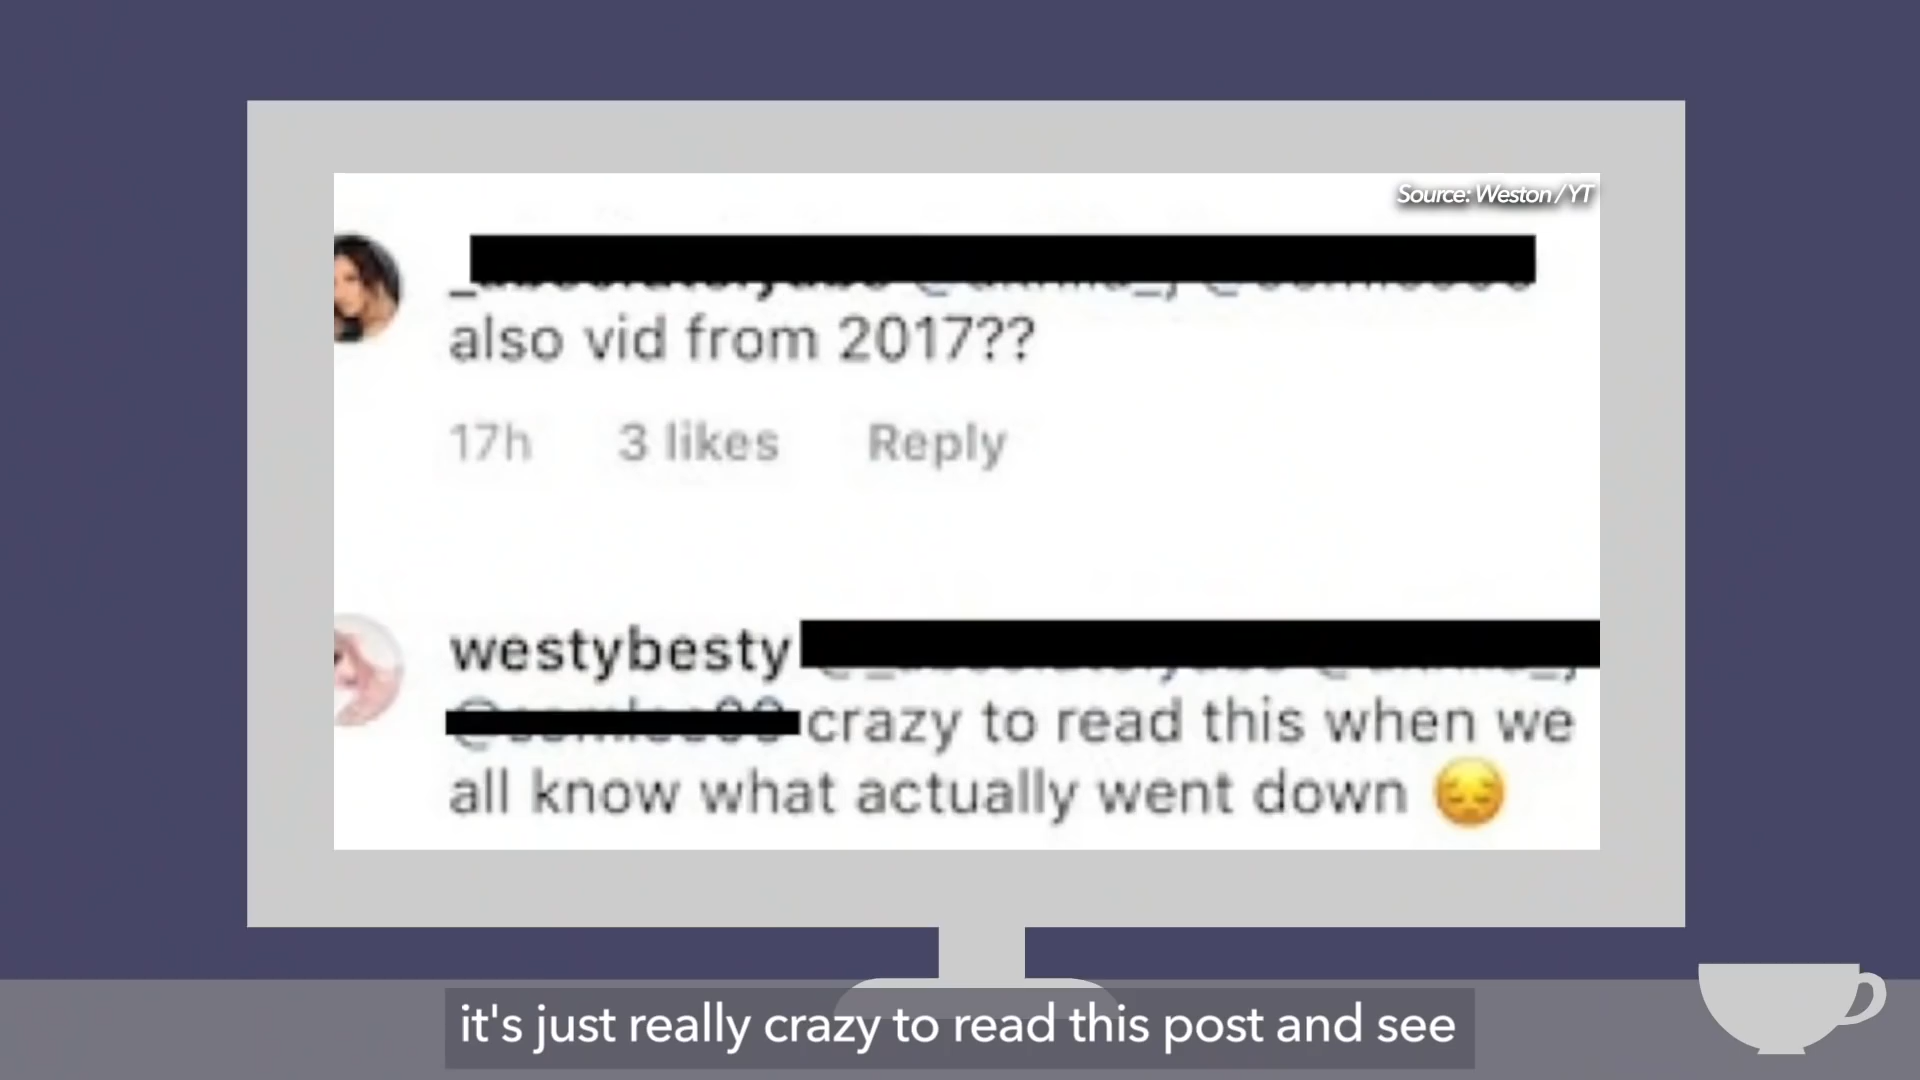 Source: Weston/YT
also vid from 2017??
17h 3 likes Reply
westybesty
crazy to read this when we
all know what actually went down 😔
it's just really crazy to read this post and see